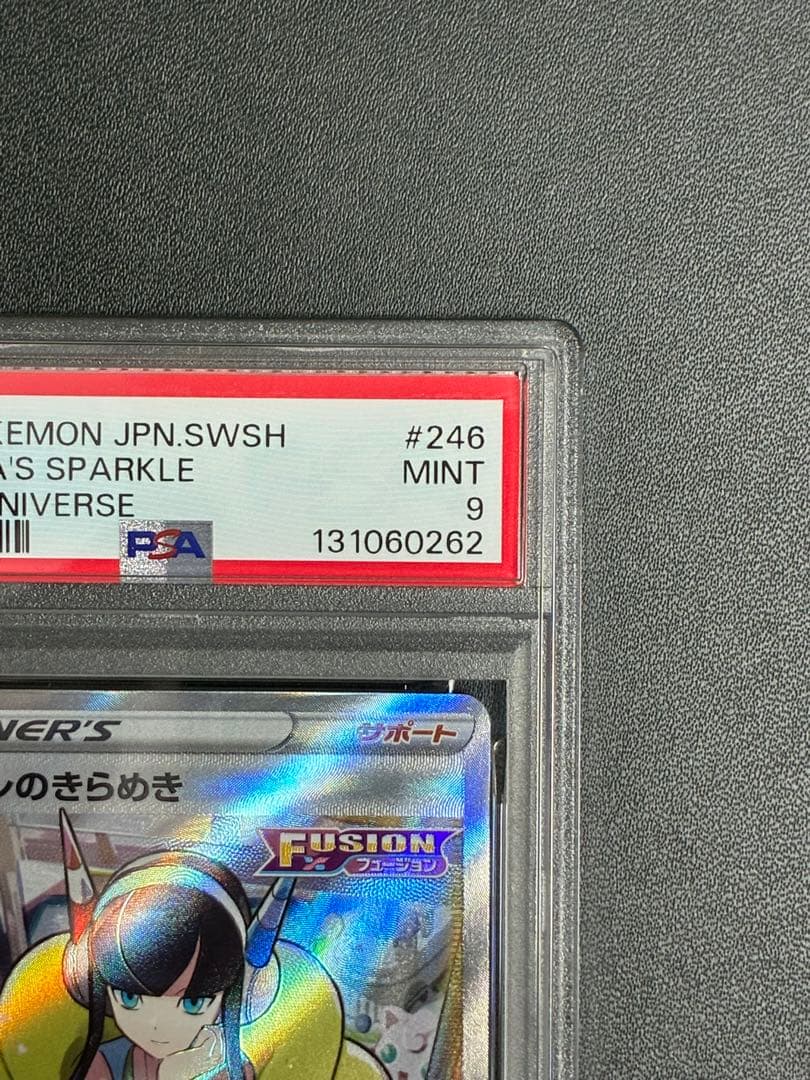 KEMON JPN.SWSH #246
A'S SPARKLE MINT
NIVERSE 9
PSA 131060262
NER'S サポート
のきらめき
FUSION
フュージョン